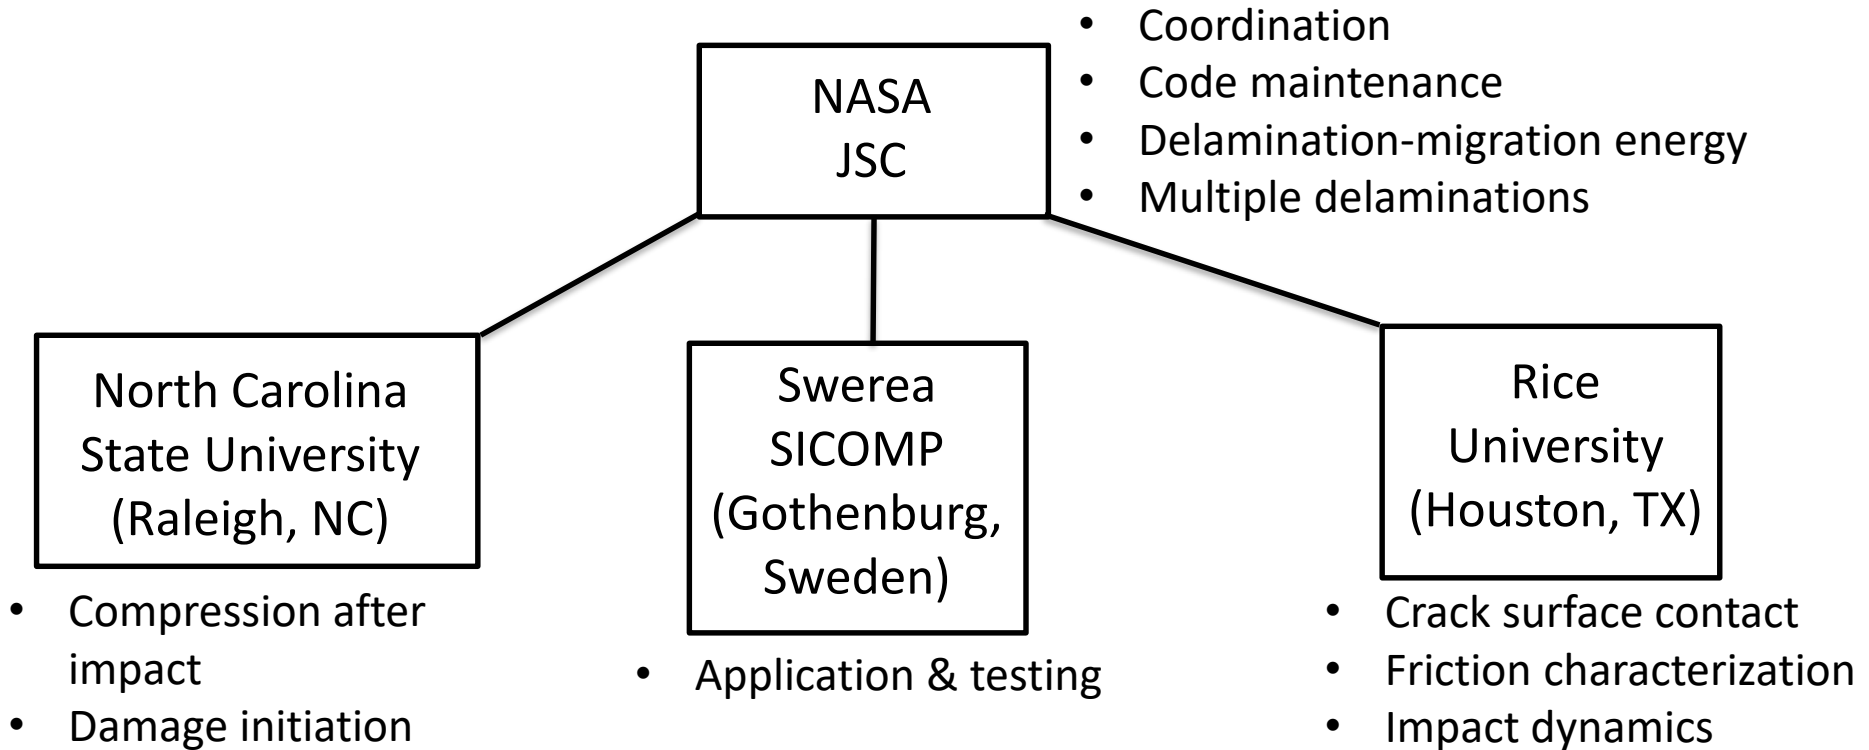 NASA
JSC
• Coordination
• Code maintenance
• Delamination-migration energy
• Multiple delaminations
North Carolina
State University
(Raleigh, NC)
• Compression after
impact
• Damage initiation
Swerea
SICOMP
(Gothenburg,
Sweden)
• Application & testing
Rice
University
(Houston, TX)
• Crack surface contact
• Friction characterization
• Impact dynamics